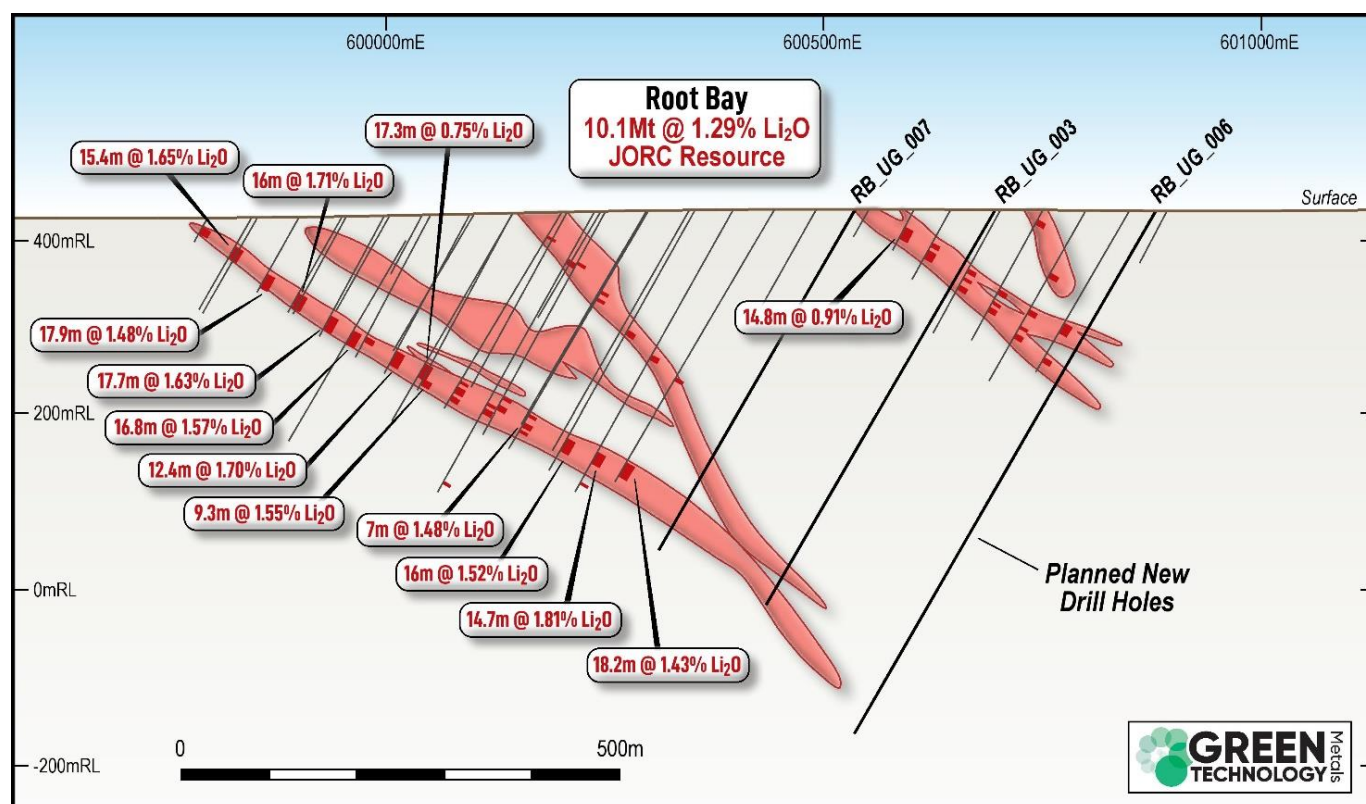 600000mE
600500mE
601000mE
Root Bay
10.1Mt @ 1.29% Li₂O
JORC Resource
17.3m @ 0.75% Li₂O
15.4m @ 1.65% Li₂O
16m @ 1.71% Li₂O
RB_UG_007
RB_UG_003
RB_UG_006
Surface
400mRL
17.9m @ 1.48% Li₂O
14.8m @ 0.91% Li₂O
17.7m @ 1.63% Li₂O
200mRL
16.8m @ 1.57% Li₂O
12.4m @ 1.70% Li₂O
9.3m @ 1.55% Li₂O
7m @ 1.48% Li₂O
16m @ 1.52% Li₂O
0mRL
14.7m @ 1.81% Li₂O
18.2m @ 1.43% Li₂O
Planned New
Drill Holes
0
500m
-200mRL
GREEN
TECHNOLOGY
Metals